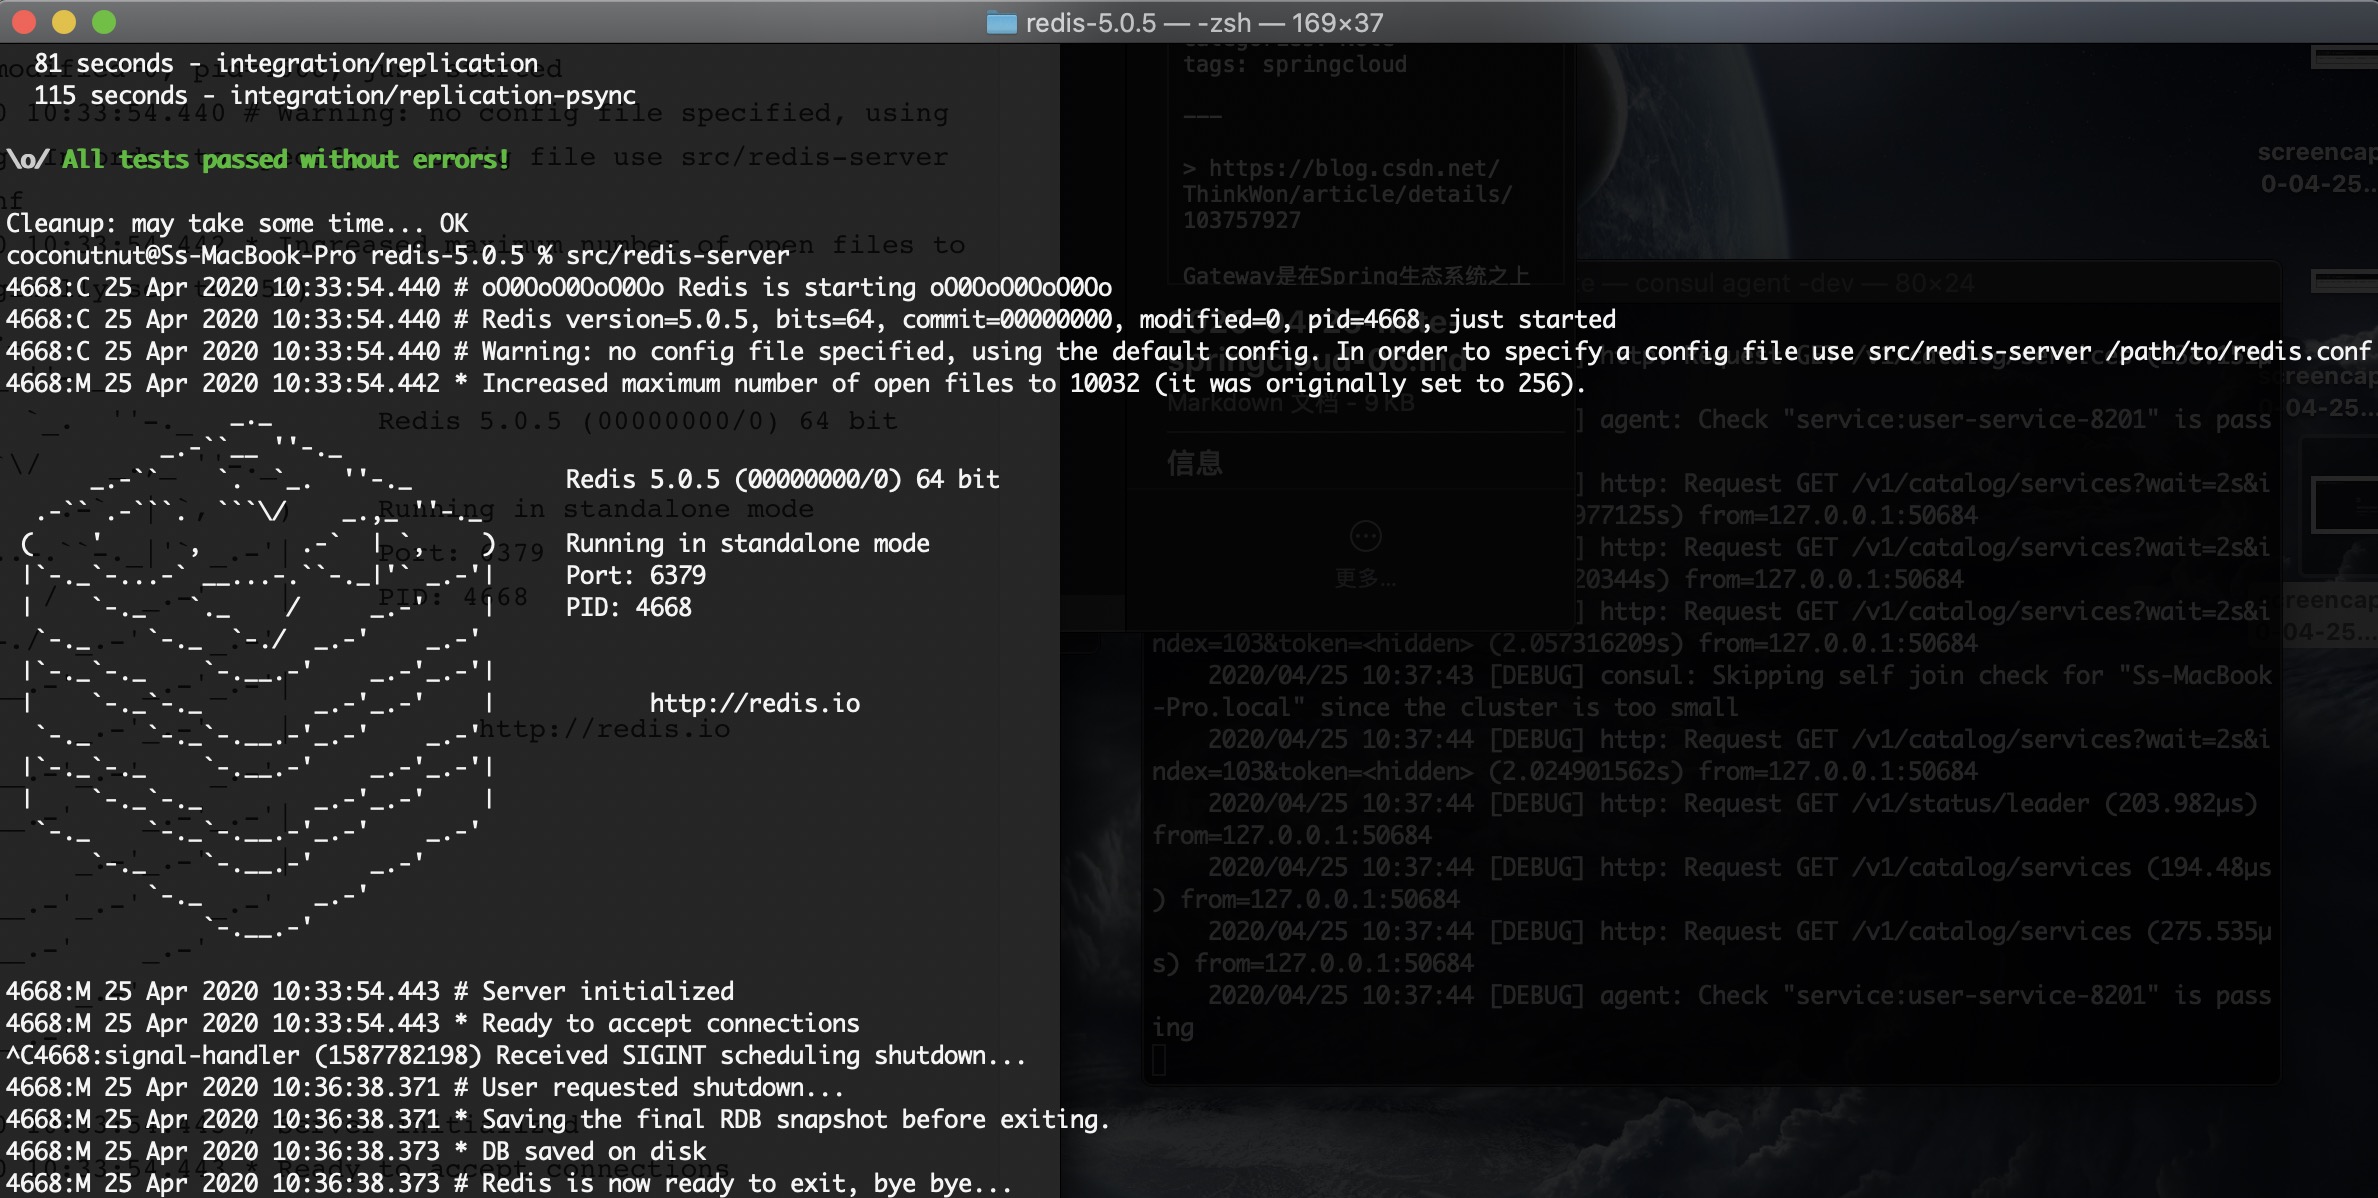 redis-5.0.5 — -zsh — 169×37
81 seconds - integration/replication
115 seconds - integration/replication-psync
\o/ All tests passed without errors!
Cleanup: may take some time... OK
coconutnut@Ss-MacBook-Pro redis-5.0.5 % src/redis-server
4668:C 25 Apr 2020 10:33:54.440 # oO0OoO0OoO0Oo Redis is starting oO0OoO0OoO0Oo
4668:C 25 Apr 2020 10:33:54.440 # Redis version=5.0.5, bits=64, commit=00000000, modified=0, pid=4668, just started
4668:C 25 Apr 2020 10:33:54.440 # Warning: no config file specified, using the default config. In order to specify a config file use src/redis-server /path/to/redis.conf
4668:M 25 Apr 2020 10:33:54.442 * Increased maximum number of open files to 10032 (it was originally set to 256).
Redis 5.0.5 (00000000/0) 64 bit
Running in standalone mode
Port: 6379
PID: 4668
http://redis.io
4668:M 25 Apr 2020 10:33:54.443 # Server initialized
4668:M 25 Apr 2020 10:33:54.443 * Ready to accept connections
^C4668:signal-handler (1587782198) Received SIGINT scheduling shutdown...
4668:M 25 Apr 2020 10:36:38.371 # User requested shutdown...
4668:M 25 Apr 2020 10:36:38.371 * Saving the final RDB snapshot before exiting.
4668:M 25 Apr 2020 10:36:38.373 * DB saved on disk
4668:M 25 Apr 2020 10:36:38.373 # Redis is now ready to exit, bye bye...
tags: springcloud
---
> https://blog.csdn.net/
ThinkWon/article/details/
103757927
Gateway是在Spring生态系统之上
Markdown 文档 - 9 KB
信息
更多...
— consul agent -dev — 80×24
] agent: Check "service:user-service-8201" is pass
] http: Request GET /v1/catalog/services?wait=2s&i
977125s) from=127.0.0.1:50684
] http: Request GET /v1/catalog/services?wait=2s&i
20344s) from=127.0.0.1:50684
] http: Request GET /v1/catalog/services?wait=2s&i
ndex=103&token=<hidden> (2.057316209s) from=127.0.0.1:50684
2020/04/25 10:37:43 [DEBUG] consul: Skipping self join check for "Ss-MacBook
-Pro.local" since the cluster is too small
2020/04/25 10:37:44 [DEBUG] http: Request GET /v1/catalog/services?wait=2s&i
ndex=103&token=<hidden> (2.024901562s) from=127.0.0.1:50684
2020/04/25 10:37:44 [DEBUG] http: Request GET /v1/status/leader (203.982µs)
from=127.0.0.1:50684
2020/04/25 10:37:44 [DEBUG] http: Request GET /v1/catalog/services (194.48µs
) from=127.0.0.1:50684
2020/04/25 10:37:44 [DEBUG] http: Request GET /v1/catalog/services (275.535µ
s) from=127.0.0.1:50684
2020/04/25 10:37:44 [DEBUG] agent: Check "service:user-service-8201" is pass
ing
screencap
0-04-25...
screencap
0-04-25...
screencap
0-04-25...